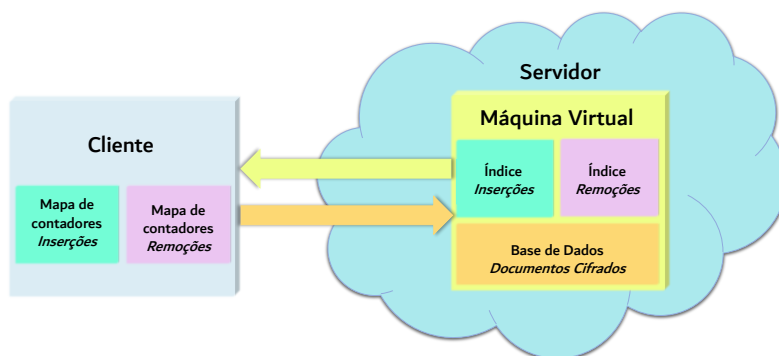 Servidor
Cliente
Mapa de
contadores
Inserções
Mapa de
contadores
Remoções
Máquina Virtual
Índice
Inserções
Índice
Remoções
Base de Dados
Documentos Cifrados